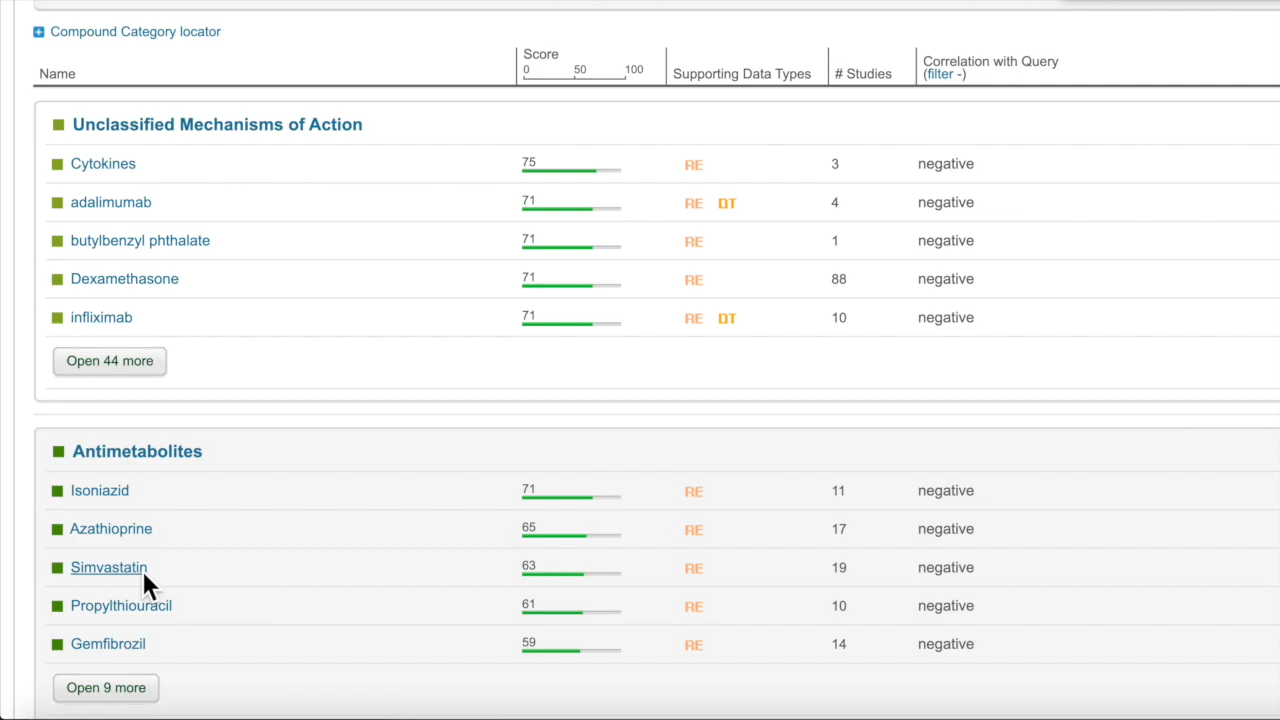 Compound Category locator
Name
Score
0 50 100
Supporting Data Types
# Studies
Correlation with Query
(filter -)
Unclassified Mechanisms of Action
Cytokines 75 RE 3 negative
adalimumab 71 RE DT 4 negative
butylbenzyl phthalate 71 RE 1 negative
Dexamethasone 71 RE 88 negative
infliximab 71 RE DT 10 negative
Open 44 more
Antimetabolites
Isoniazid 71 RE 11 negative
Azathioprine 65 RE 17 negative
Simvastatin 63 RE 19 negative
Propylthiouracil 61 RE 10 negative
Gemfibrozil 59 RE 14 negative
Open 9 more